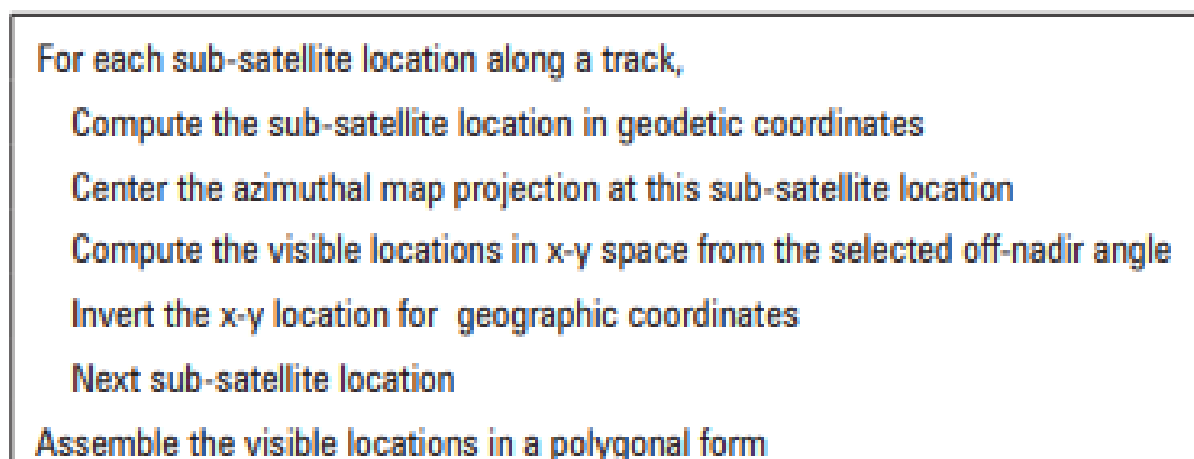 For each sub-satellite location along a track,
Compute the sub-satellite location in geodetic coordinates
Center the azimuthal map projection at this sub-satellite location
Compute the visible locations in x-y space from the selected off-nadir angle
Invert the x-y location for geographic coordinates
Next sub-satellite location
Assemble the visible locations in a polygonal form